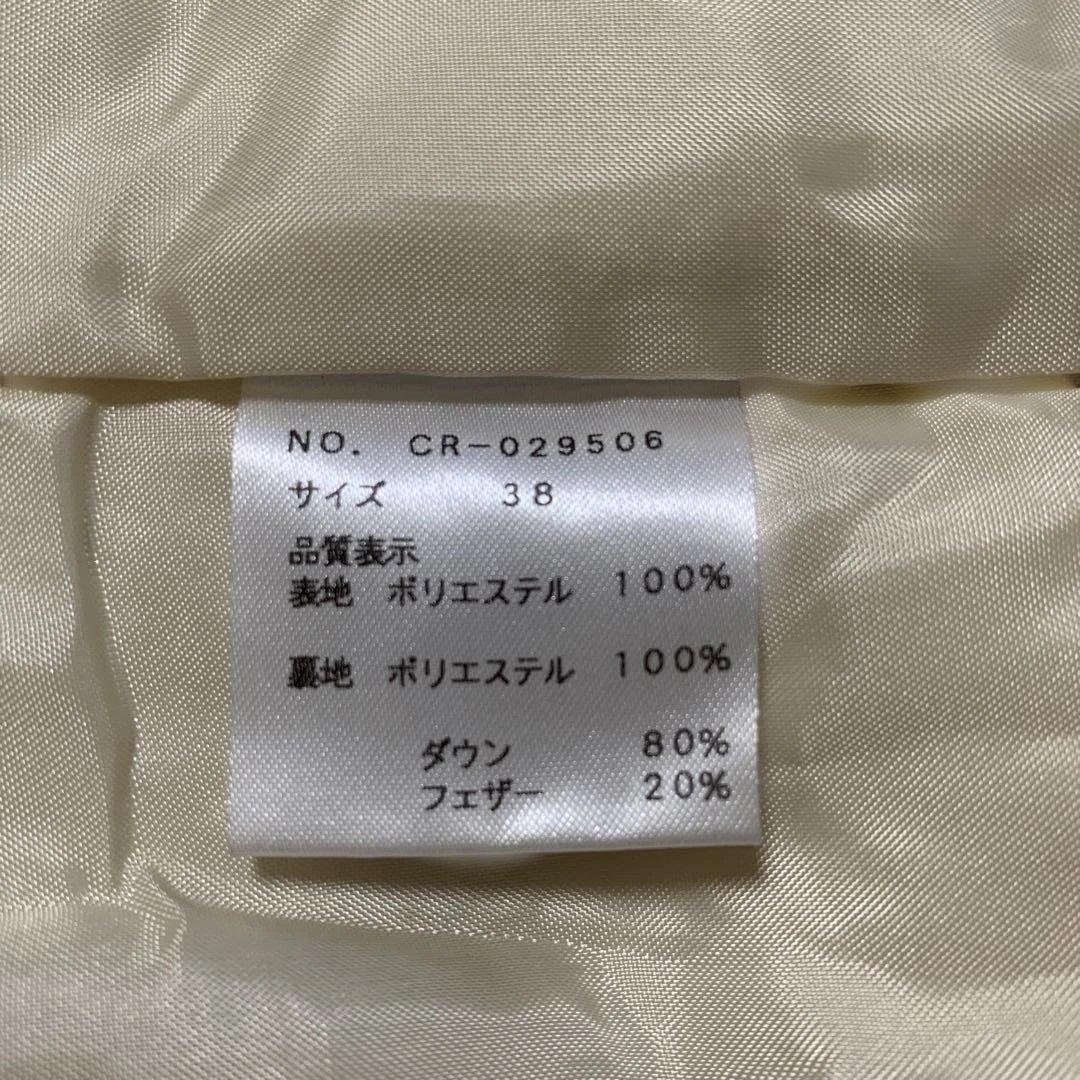 NO. CR-029506
サイズ 38
品質表示
表地 ポリエステル 100%
裏地 ポリエステル 100%
ダウン 80%
フェザー 20%